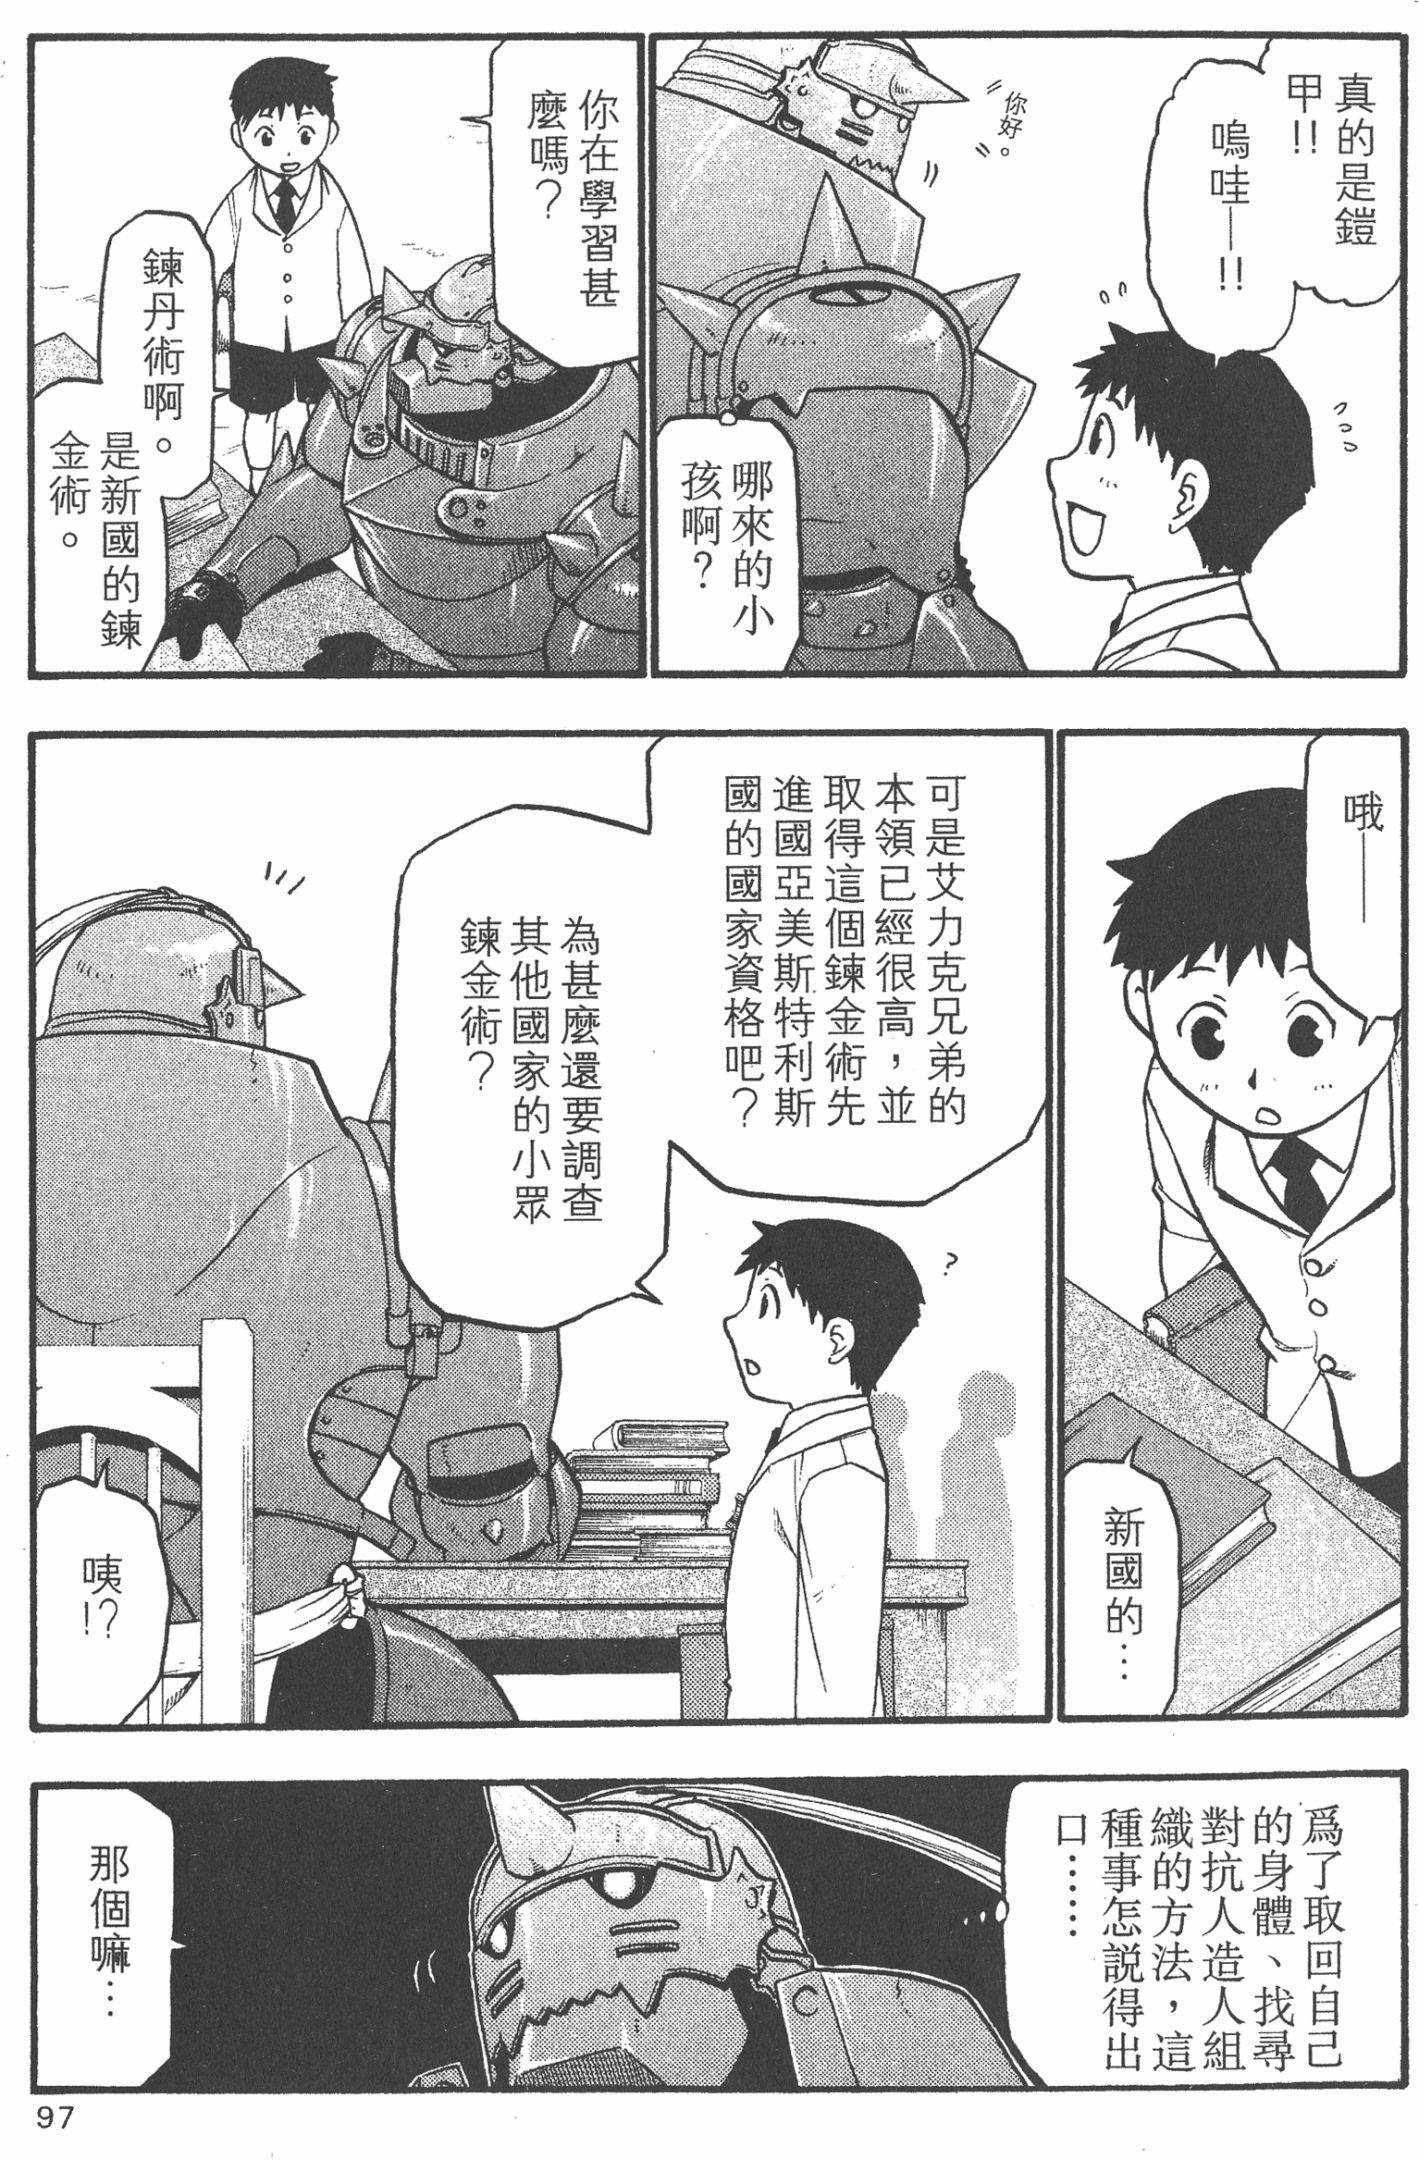 真的是鎧
甲!!
嗚哇—!!
你好。
哪來的小
孩啊？
你在學習甚
麼嗎？
鍊丹術啊。
是新國的鍊
金術。
哦——
新國的…
可是艾力克兄弟的
本領已經很高，並
取得這個鍊金術先
進國亞美斯特利斯
國的國家資格吧？
為甚麼還要調查
其他國家的小眾
鍊金術？
咦!?
爲了取回自己
的身體、找尋
對抗人造人組
織的方法，這
種事怎説得出
口……
那個嘛…
97